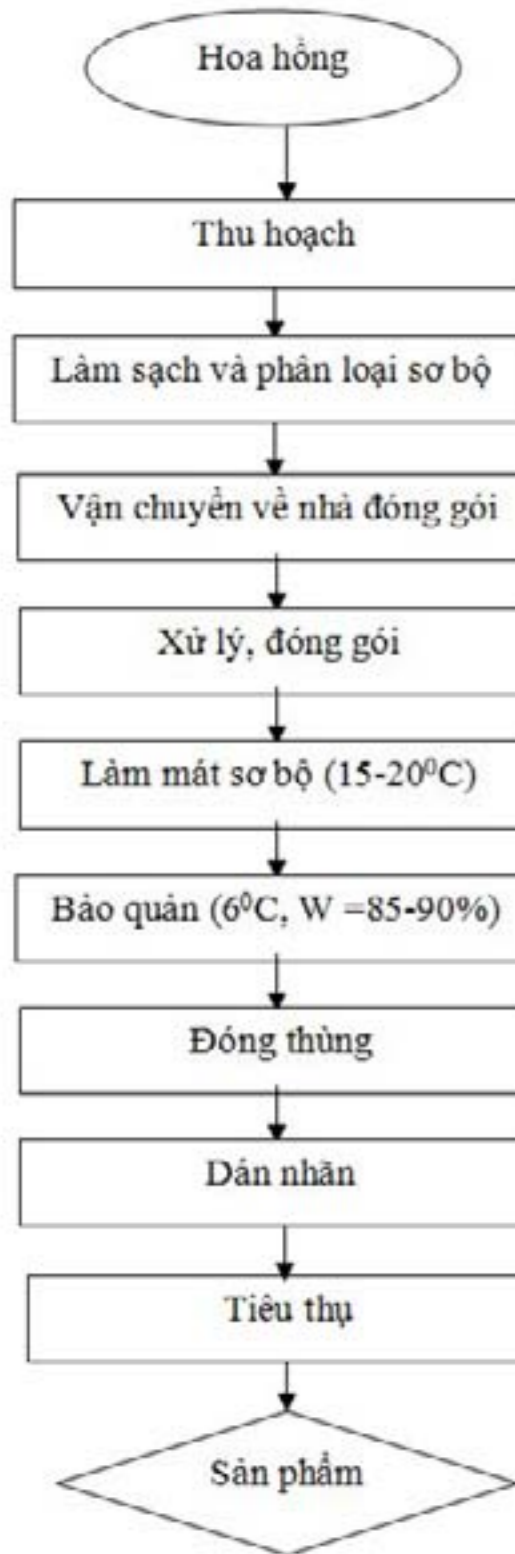 Hoa hồng
Thu hoạch
Làm sạch và phân loại sơ bộ
Vận chuyển về nhà đóng gói
Xử lý, đóng gói
Làm mát sơ bộ (15-20⁰C)
Bảo quản (6⁰C, W =85-90%)
Đóng thùng
Dán nhãn
Tiêu thụ
Sản phẩm